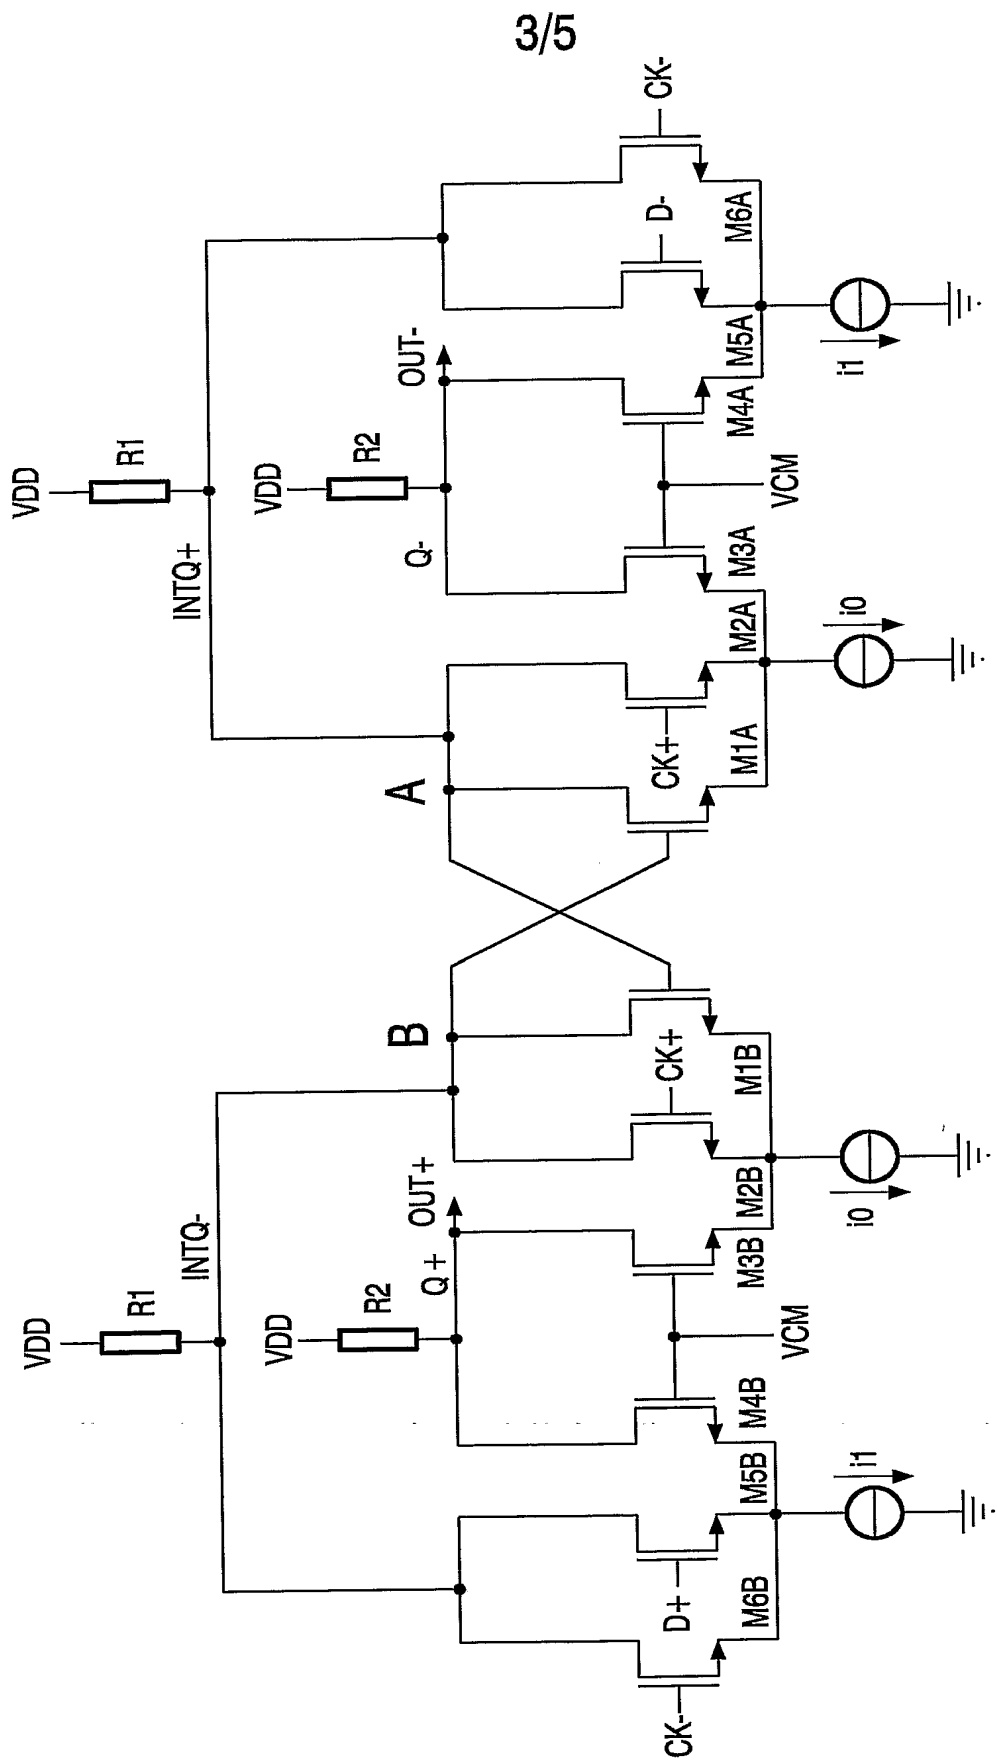 3/5
VDD
R1
INTQ-
VDD
R2
Q+
OUT+
B
CK-
D+
M6B
M5B
M4B
VCM
M3B
M2B
CK+
M1B
i1
i0
VDD
R1
INTQ+
VDD
R2
Q-
OUT-
A
M1A
CK+
M2A
M3A
VCM
M4A
M5A
D-
M6A
CK-
i0
i1